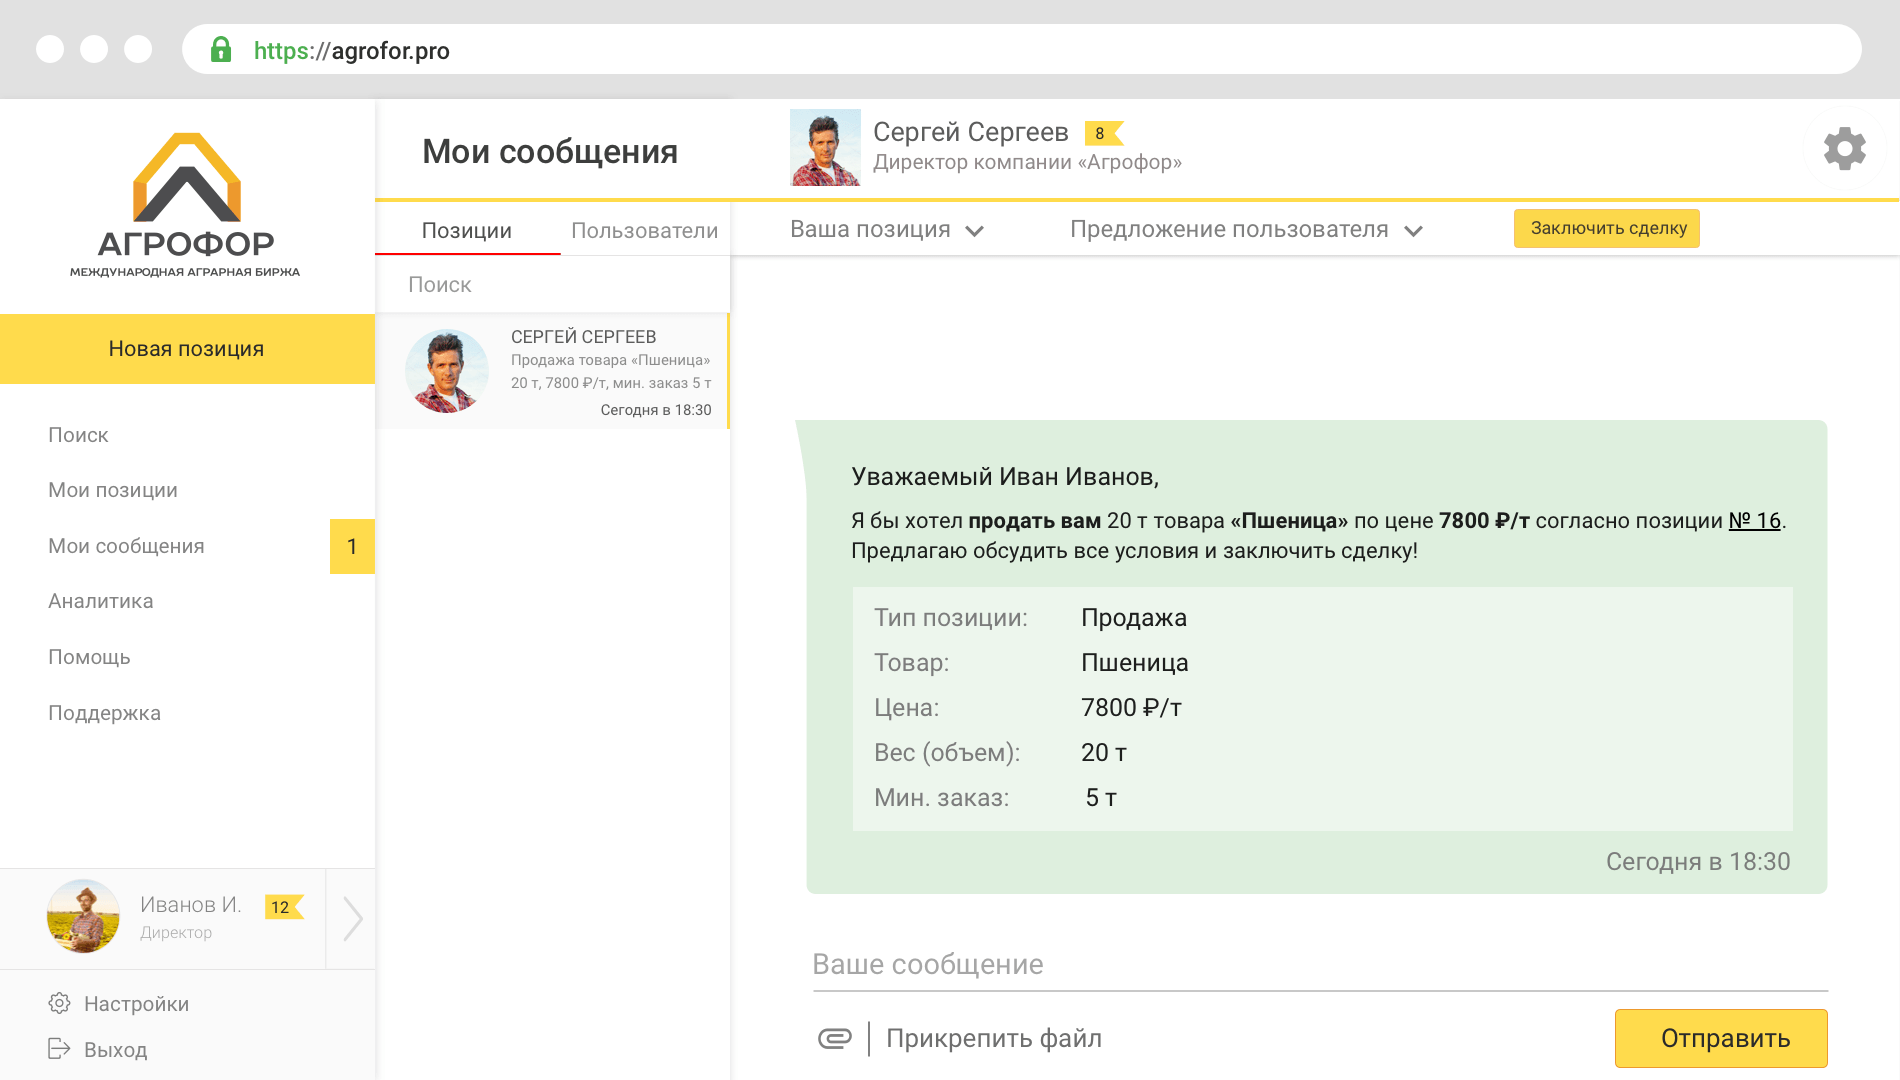 https://agrofor.pro
АГРОФОР
МЕЖДУНАРОДНАЯ АГРАРНАЯ БИРЖА
Новая позиция
Поиск
Мои позиции
Мои сообщения 1
Аналитика
Помощь
Поддержка
Иванов И. 12
Директор
Настройки
Выход
Мои сообщения
Позиции Пользователи
Поиск
СЕРГЕЙ СЕРГЕЕВ
Продажа товара «Пшеница»
20 т, 7800 ₽/т, мин. заказ 5 т
Сегодня в 18:30
Сергей Сергеев 8
Директор компании «Агрофор»
Ваша позиция Предложение пользователя Заключить сделку
Уважаемый Иван Иванов,
Я бы хотел продать вам 20 т товара «Пшеница» по цене 7800 ₽/т согласно позиции № 16.
Предлагаю обсудить все условия и заключить сделку!
Тип позиции: Продажа
Товар: Пшеница
Цена: 7800 ₽/т
Вес (объем): 20 т
Мин. заказ: 5 т
Сегодня в 18:30
Ваше сообщение
Прикрепить файл Отправить